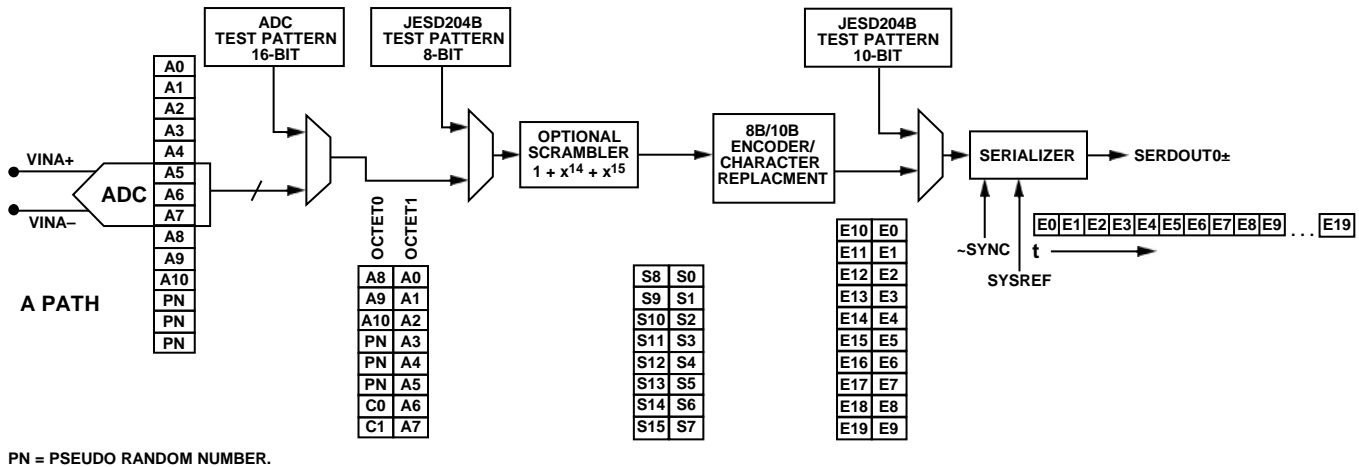 ADC
TEST PATTERN
16-BIT
JESD204B
TEST PATTERN
8-BIT
JESD204B
TEST PATTERN
10-BIT
A0
A1
A2
A3
A4
A5
A6
A7
A8
A9
A10
PN
PN
PN
VINA+
VINA–
ADC
A PATH
OPTIONAL
SCRAMBLER
1 + x14 + x15
8B/10B
ENCODER/
CHARACTER
REPLACMENT
SERIALIZER
SERDOUT0±
~SYNC
SYSREF
E0 E1 E2 E3 E4 E5 E6 E7 E8 E9 . . . E19
t
OCTET0 OCTET1
A8 A0
A9 A1
A10 A2
PN A3
PN A4
PN A5
C0 A6
C1 A7
S8 S0
S9 S1
S10 S2
S11 S3
S12 S4
S13 S5
S14 S6
S15 S7
E10 E0
E11 E1
E12 E2
E13 E3
E14 E4
E15 E5
E16 E6
E17 E7
E18 E8
E19 E9
PN = PSEUDO RANDOM NUMBER.